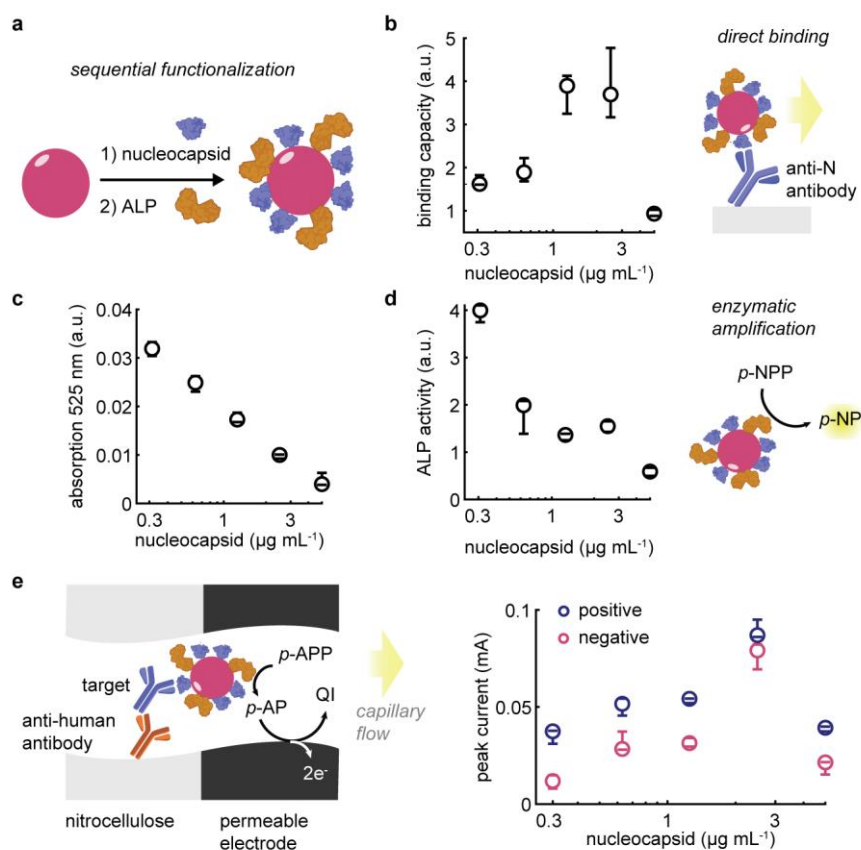 a
sequential functionalization
1) nucleocapsid
2) ALP
b
binding capacity (a.u.)
5
4
3
2
1
0.3
1
3
nucleocapsid (µg mL⁻¹)
direct binding
anti-N
antibody
c
absorption 525 nm (a.u.)
0.04
0.03
0.02
0.01
0
0.3
1
3
nucleocapsid (µg mL⁻¹)
d
ALP activity (a.u.)
4
3
2
1
0
0.3
1
3
nucleocapsid (µg mL⁻¹)
enzymatic
amplification
p-NPP
p-NP
e
target
anti-human
antibody
p-APP
p-AP
QI
2e⁻
capillary
flow
nitrocellulose
permeable
electrode
peak current (mA)
0.1
0.05
0
positive
negative
0.3
1
3
nucleocapsid (µg mL⁻¹)